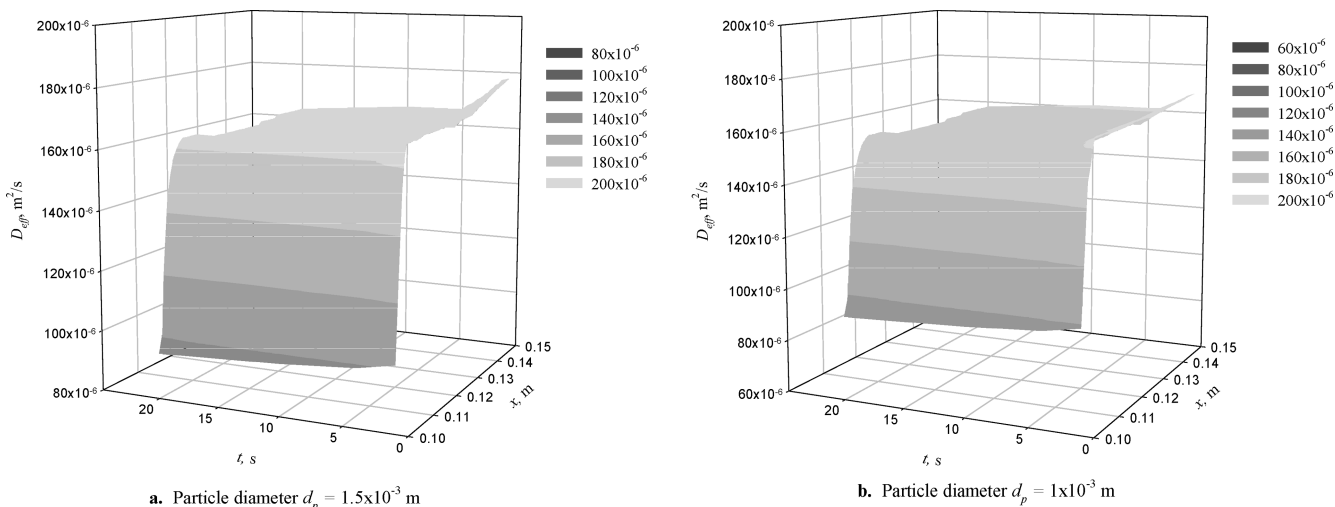 200x10⁻⁶
180x10⁻⁶
160x10⁻⁶
140x10⁻⁶
120x10⁻⁶
100x10⁻⁶
80x10⁻⁶
D_eff, m²/s
20
15
10
5
0
t, s
0.10
0.11
0.12
0.13
0.14
0.15
x, m
80x10⁻⁶
100x10⁻⁶
120x10⁻⁶
140x10⁻⁶
160x10⁻⁶
180x10⁻⁶
200x10⁻⁶
a. Particle diameter d_p = 1.5x10⁻³ m
200x10⁻⁶
180x10⁻⁶
160x10⁻⁶
140x10⁻⁶
120x10⁻⁶
100x10⁻⁶
80x10⁻⁶
60x10⁻⁶
D_eff, m²/s
20
15
10
5
0
t, s
0.10
0.11
0.12
0.13
0.14
0.15
x, m
60x10⁻⁶
80x10⁻⁶
100x10⁻⁶
120x10⁻⁶
140x10⁻⁶
160x10⁻⁶
180x10⁻⁶
200x10⁻⁶
b. Particle diameter d_p = 1x10⁻³ m